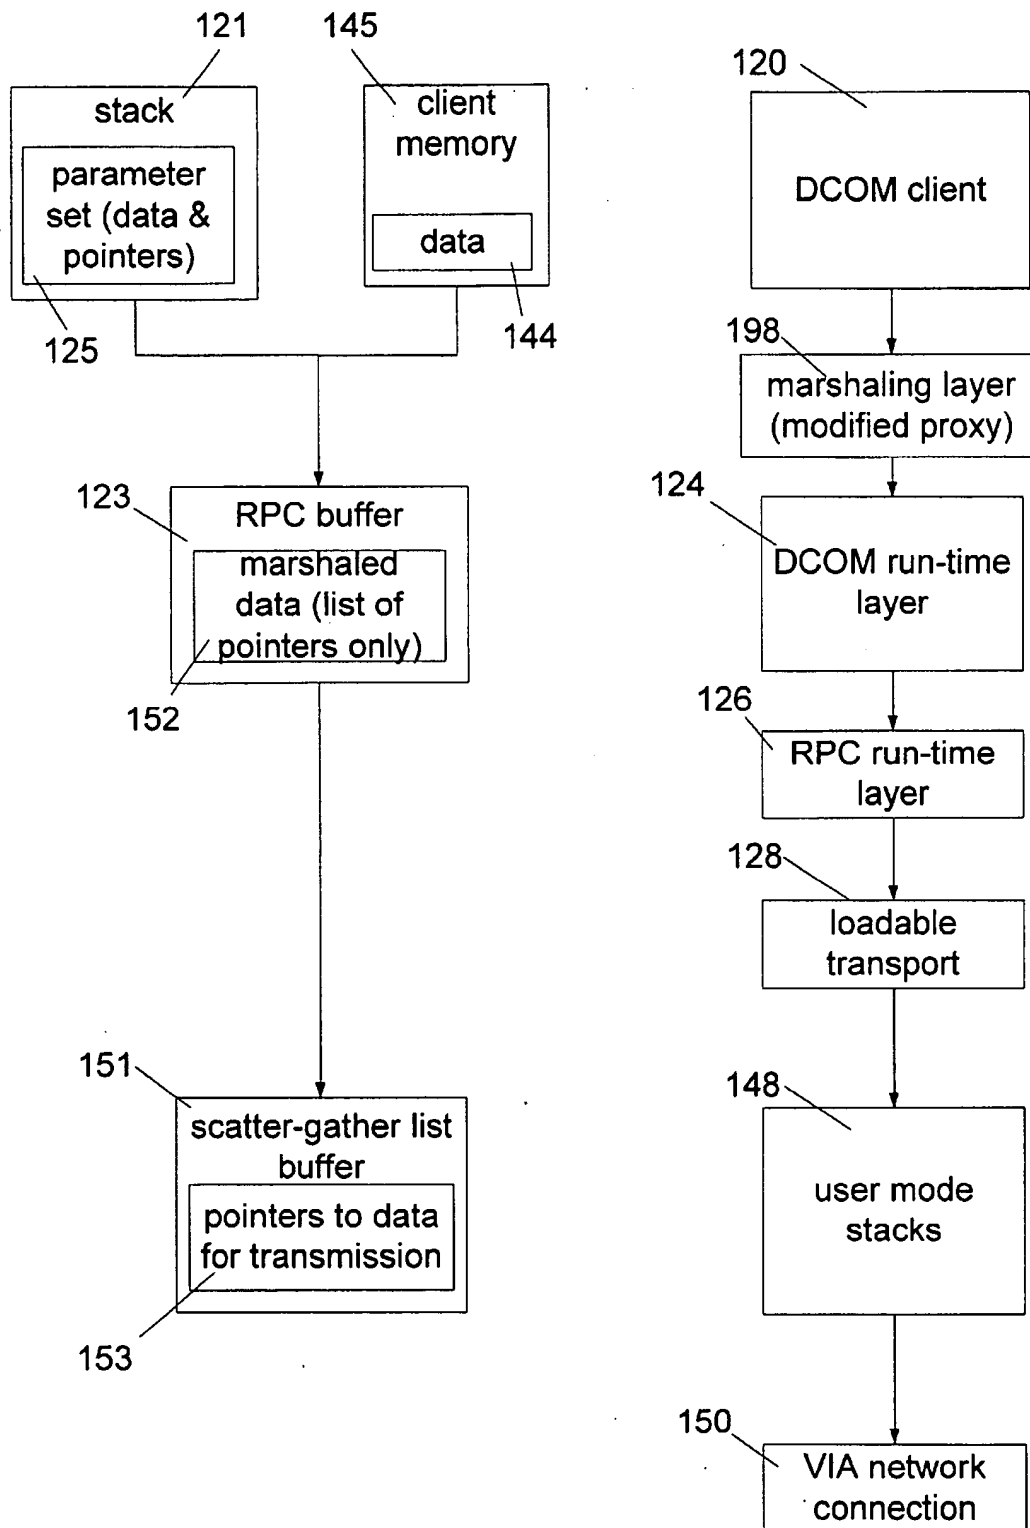 121
145
120
stack
parameter
set (data &
pointers)
125
client
memory
data
144
DCOM client
198
marshaling layer
(modified proxy)
123
RPC buffer
marshaled
data (list of
pointers only)
152
124
DCOM run-time
layer
126
RPC run-time
layer
128
loadable
transport
151
scatter-gather list
buffer
pointers to data
for transmission
153
148
user mode
stacks
150
VIA network
connection